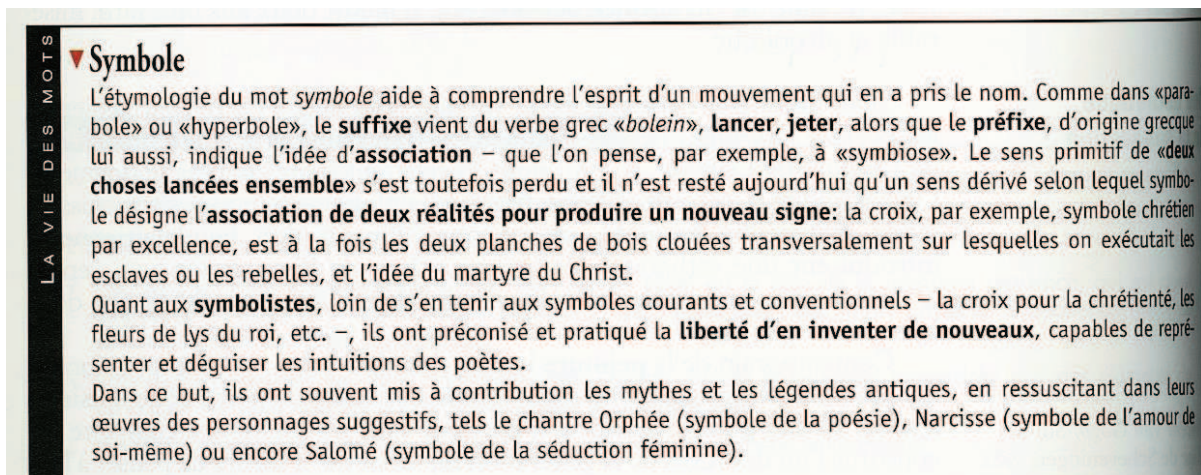 LA VIE DES MOTS
Symbole
L'étymologie du mot symbole aide à comprendre l'esprit d'un mouvement qui en a pris le nom. Comme dans «para-
bole» ou «hyperbole», le suffixe vient du verbe grec «bolein», lancer, jeter, alors que le préfixe, d'origine grecque
lui aussi, indique l'idée d'association – que l'on pense, par exemple, à «symbiose». Le sens primitif de «deux
choses lancées ensemble» s'est toutefois perdu et il n'est resté aujourd'hui qu'un sens dérivé selon lequel symbo-
le désigne l'association de deux réalités pour produire un nouveau signe: la croix, par exemple, symbole chrétien
par excellence, est à la fois les deux planches de bois clouées transversalement sur lesquelles on exécutait les
esclaves ou les rebelles, et l'idée du martyre du Christ.
Quant aux symbolistes, loin de s'en tenir aux symboles courants et conventionnels – la croix pour la chrétienté, les
fleurs de lys du roi, etc. –, ils ont préconisé et pratiqué la liberté d'en inventer de nouveaux, capables de repré-
senter et déguiser les intuitions des poètes.
Dans ce but, ils ont souvent mis à contribution les mythes et les légendes antiques, en ressuscitant dans leurs
œuvres des personnages suggestifs, tels le chantre Orphée (symbole de la poésie), Narcisse (symbole de l'amour de
soi-même) ou encore Salomé (symbole de la séduction féminine).